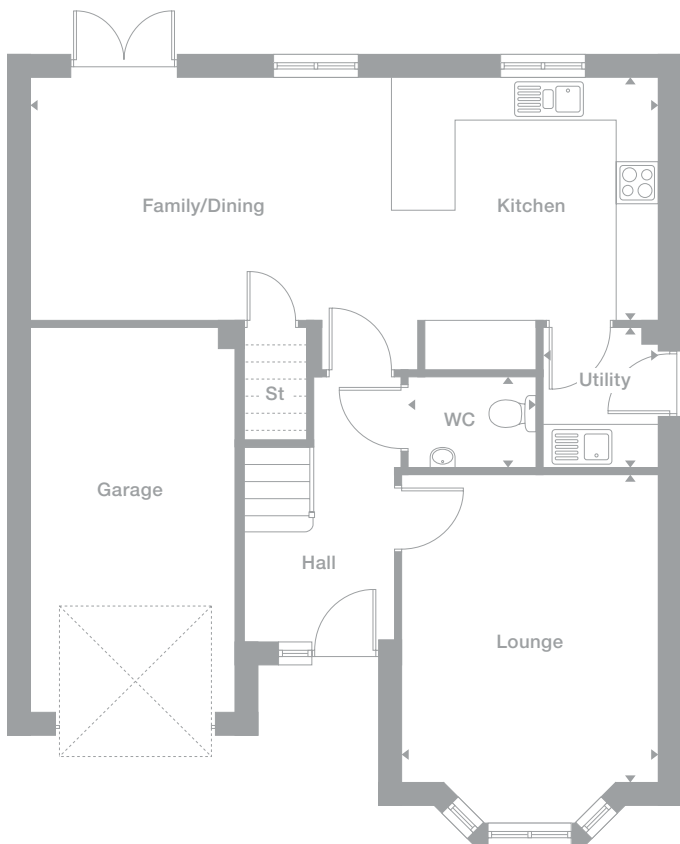 Family/Dining
Kitchen
St
Utility
WC
Garage
Hall
Lounge